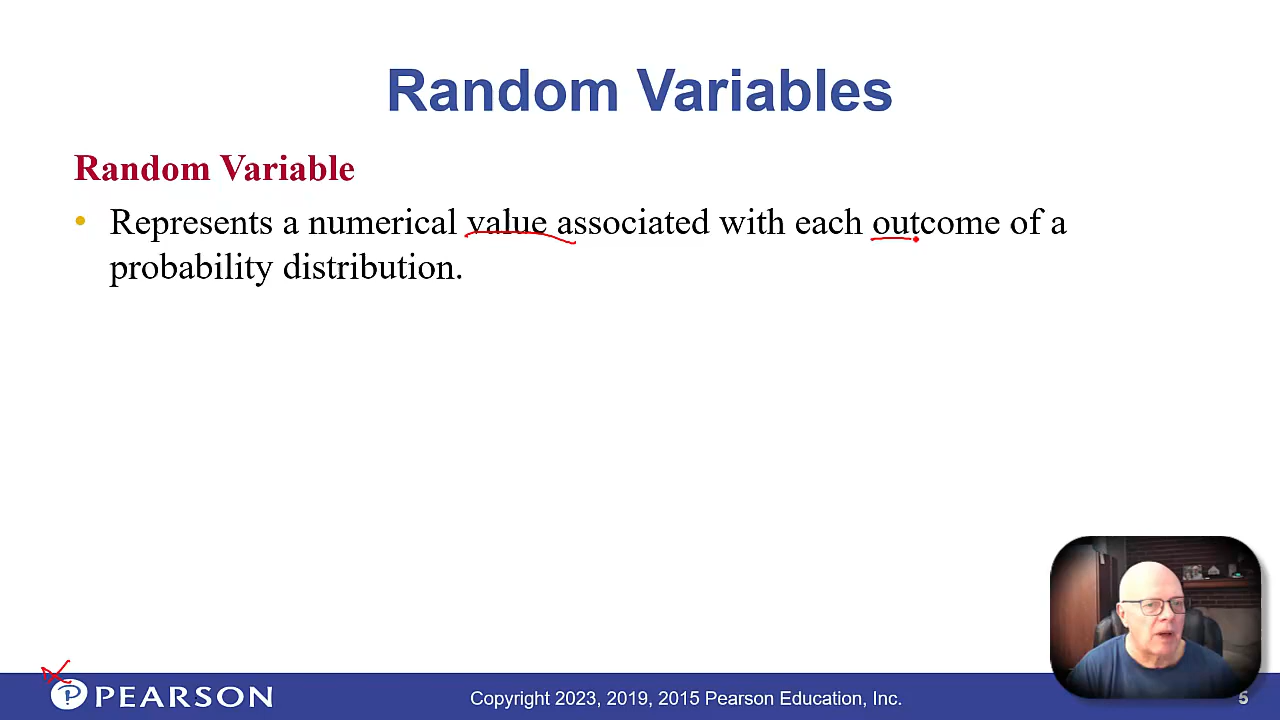 Random Variables
Random Variable
• Represents a numerical value associated with each outcome of a
probability distribution.
PEARSON
Copyright 2023, 2019, 2015 Pearson Education, Inc.
5